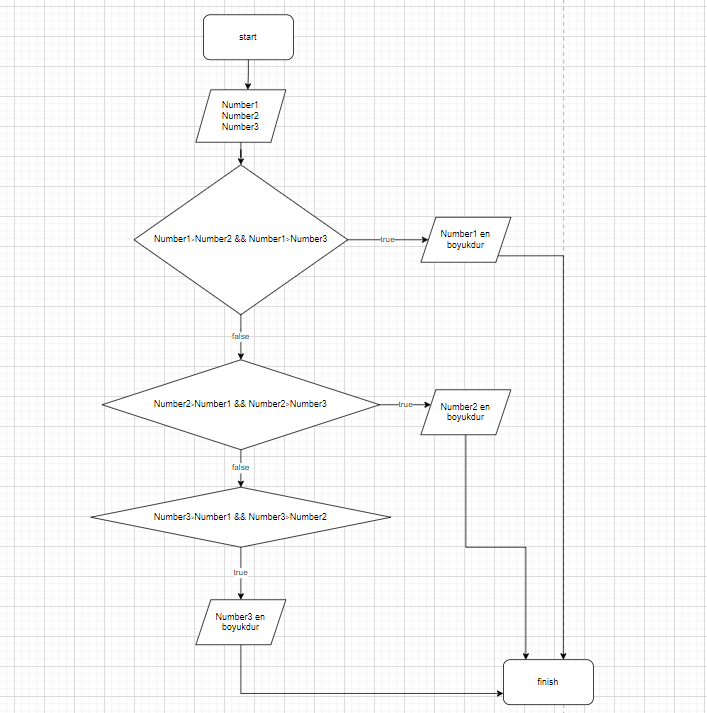 start
Number1
Number2
Number3
Number1>Number2 && Number1>Number3
true
Number1 en
boyukdur
false
Number2>Number1 && Number2>Number3
true
Number2 en
boyukdur
false
Number3>Number1 && Number3>Number2
true
Number3 en
boyukdur
finish